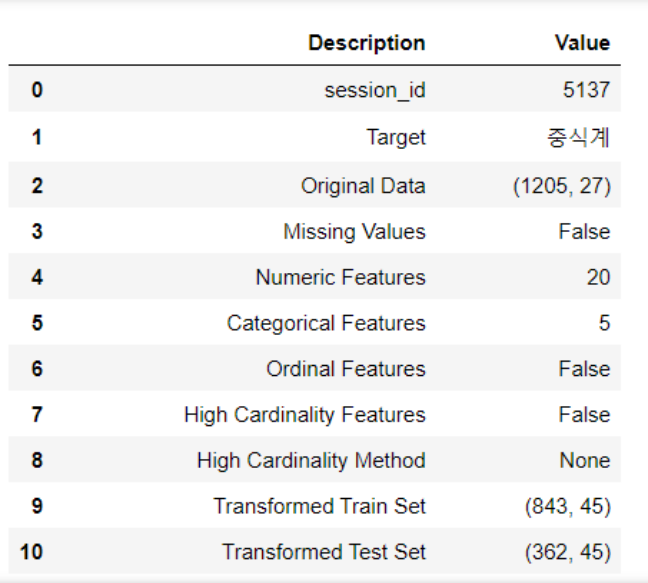 Description Value
0 session_id 5137
1 Target 중식계
2 Original Data (1205, 27)
3 Missing Values False
4 Numeric Features 20
5 Categorical Features 5
6 Ordinal Features False
7 High Cardinality Features False
8 High Cardinality Method None
9 Transformed Train Set (843, 45)
10 Transformed Test Set (362, 45)